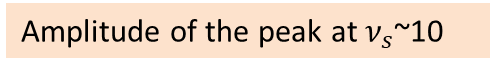 Amplitude of the peak at νₛ~10